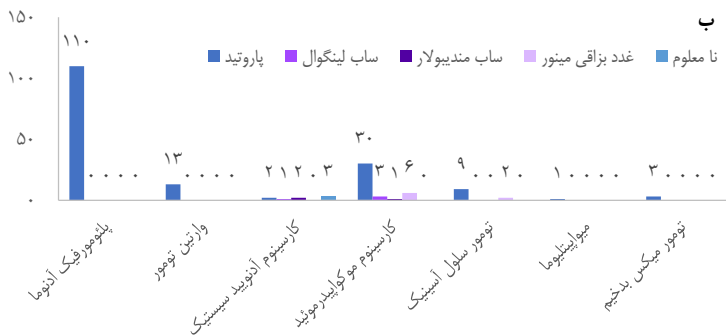 ب
۱۵۰
۱۰۰
۵۰
۰
پاروتید
ساب لینگوال
ساب مندیبولار
غدد بزاقی مینور
نا معلوم
۱۱۰ ۰ ۰ ۰ ۰
۱۳ ۰ ۰ ۰ ۰
۲ ۱ ۲ ۰ ۳
۳۰ ۳ ۱ ۶ ۰
۹ ۰ ۰ ۲ ۰
۱ ۰ ۰ ۰ ۰
۳ ۰ ۰ ۰ ۰
پلئومورفیک آدنوما
وارتین تومور
کارسینوم آدنویید سیستیک
کارسینوم موکواپیدرموئید
تومور سلول آسینیک
میواپیتلیوما
تومور میکس بدخیم